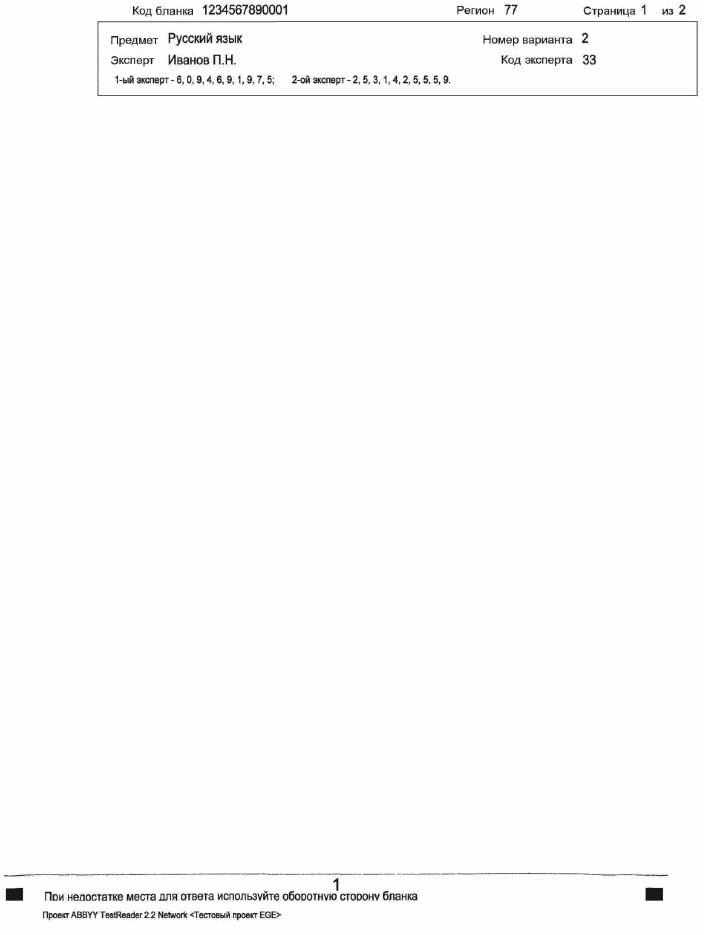 Код бланка 1234567890001 Регион 77 Страница 1 из 2
Предмет Русский язык Номер варианта 2
Эксперт Иванов П.Н. Код эксперта 33
1-ый эксперт - 6, 0, 9, 4, 6, 9, 1, 9, 7, 5; 2-ой эксперт - 2, 5, 3, 1, 4, 2, 5, 5, 5, 9.
1
При недостатке места для ответа используйте оборотную сторону бланка
Проект ABBYY TestReader 2.2 Network <Тестовый проект EGE>